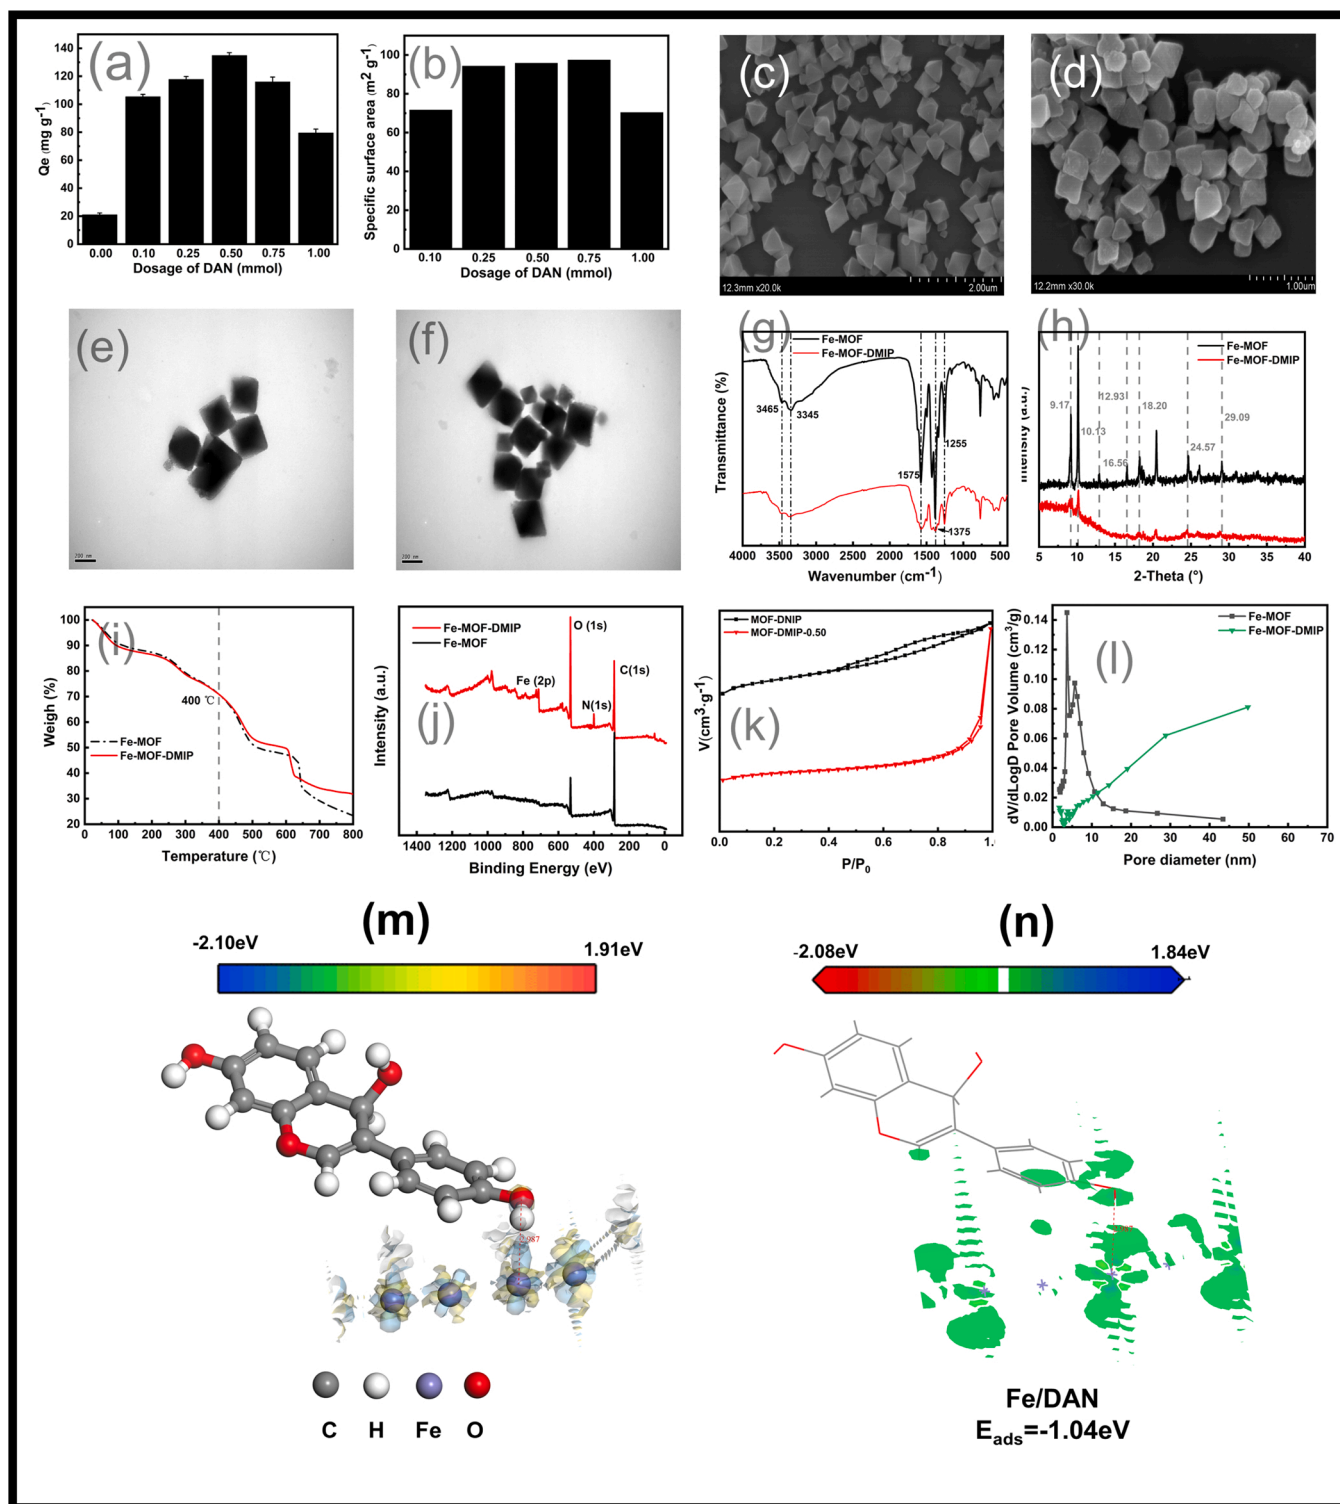 (a)
Qe (mg g-1)
140
120
100
80
60
40
20
0
0.00 0.10 0.25 0.50 0.75 1.00
Dosage of DAN (mmol)
(b)
Specific surface area (m2 g-1)
100
80
60
40
20
0
0.10 0.25 0.50 0.75 1.00
Dosage of DAN (mmol)
(c)
12.3mm x20.0k 2.00um
(d)
12.2mm x30.0k 1.00um
(e)
200 nm
(f)
200 nm
(g)
Fe-MOF
Fe-MOF-DMIP
Transmittance (%)
3465 3345
1575
1255
1375
4000 3500 3000 2500 2000 1500 1000 500
Wavenumber (cm-1)
(h)
Fe-MOF
Fe-MOF-DMIP
Intensity (a.u.)
9.17
10.13
12.93
16.56
18.20
24.57
29.09
5 10 15 20 25 30 35 40
2-Theta (°)
(i)
Weigh (%)
100
90
80
70
60
50
40
30
20
400 ℃
Fe-MOF
Fe-MOF-DMIP
0 100 200 300 400 500 600 700 800
Temperature (℃)
(j)
Fe-MOF-DMIP
Fe-MOF
Intensity (a.u.)
O (1s)
C(1s)
Fe (2p)
N(1s)
1400 1200 1000 800 600 400 200 0
Binding Energy (eV)
(k)
MOF-DNIP
MOF-DMIP-0.50
V(cm3·g-1)
0.0 0.2 0.4 0.6 0.8 1.
P/P0
(l)
Fe-MOF
Fe-MOF-DMIP
dV/dLogD Pore Volume (cm3/g)
0.14
0.12
0.10
0.08
0.06
0.04
0.02
0.00
0 10 20 30 40 50 60 70
Pore diameter (nm)
(m)
-2.10eV 1.91eV
C H Fe O
(n)
-2.08eV 1.84eV
Fe/DAN
Eads=-1.04eV